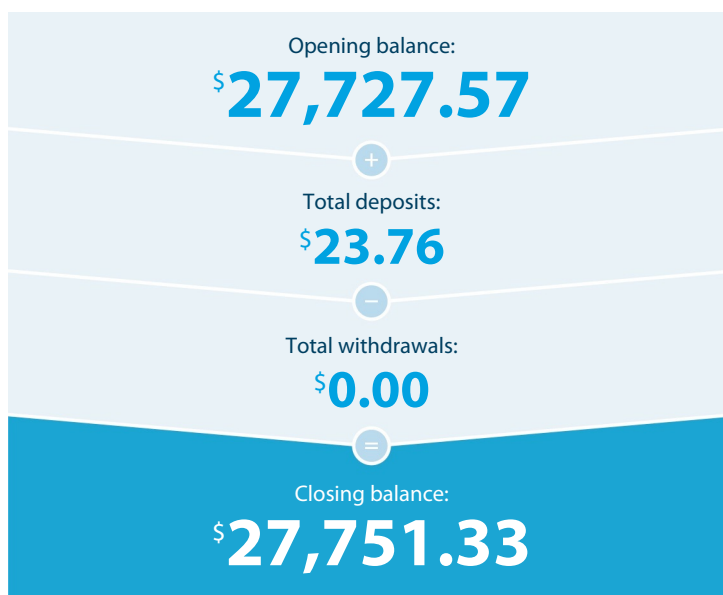 Opening balance:
$27,727.57
+
Total deposits:
$23.76
−
Total withdrawals:
$0.00
=
Closing balance:
$27,751.33